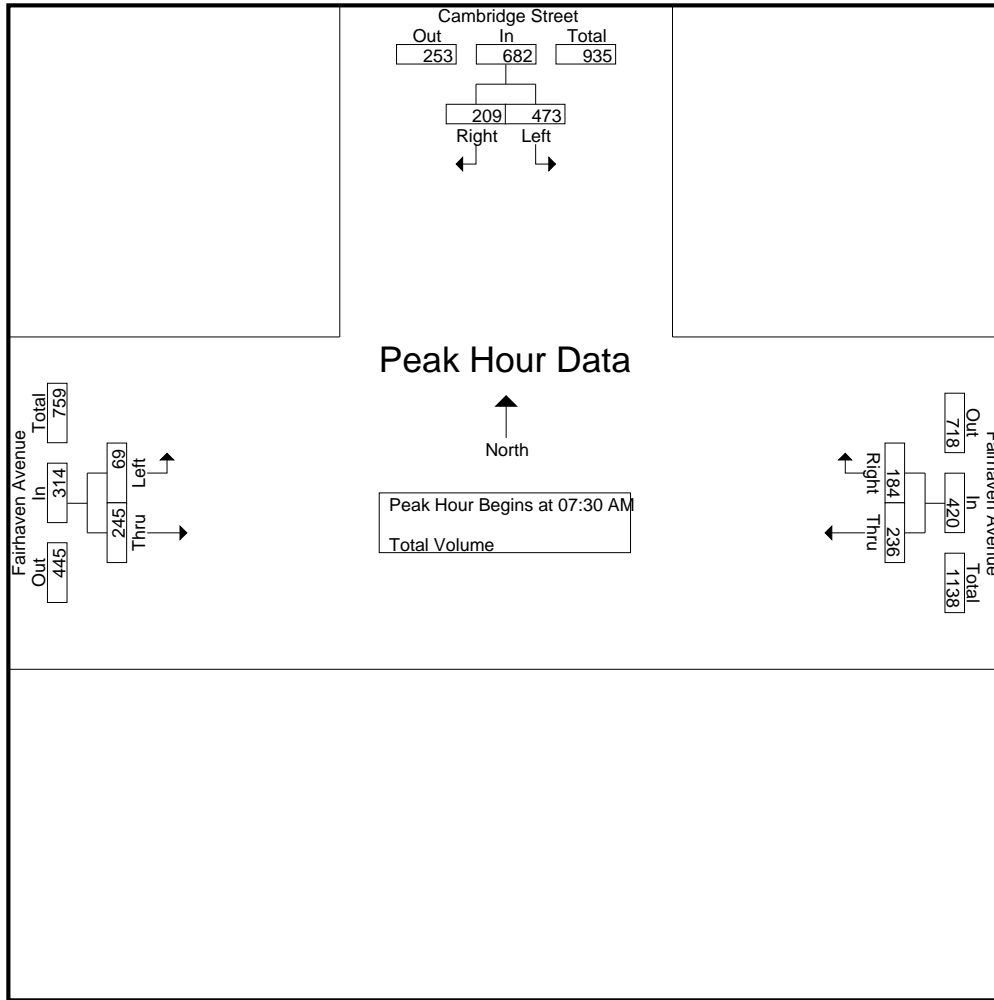 Cambridge Street
Out In Total
253 682 935
209 473
Right Left
Peak Hour Data
North
Peak Hour Begins at 07:30 AM
Total Volume
Fairhaven Avenue
Total In Out
759 314 445
69 245
Left Thru
Fairhaven Avenue
Out In Total
718 420 1138
184 236
Right Thru